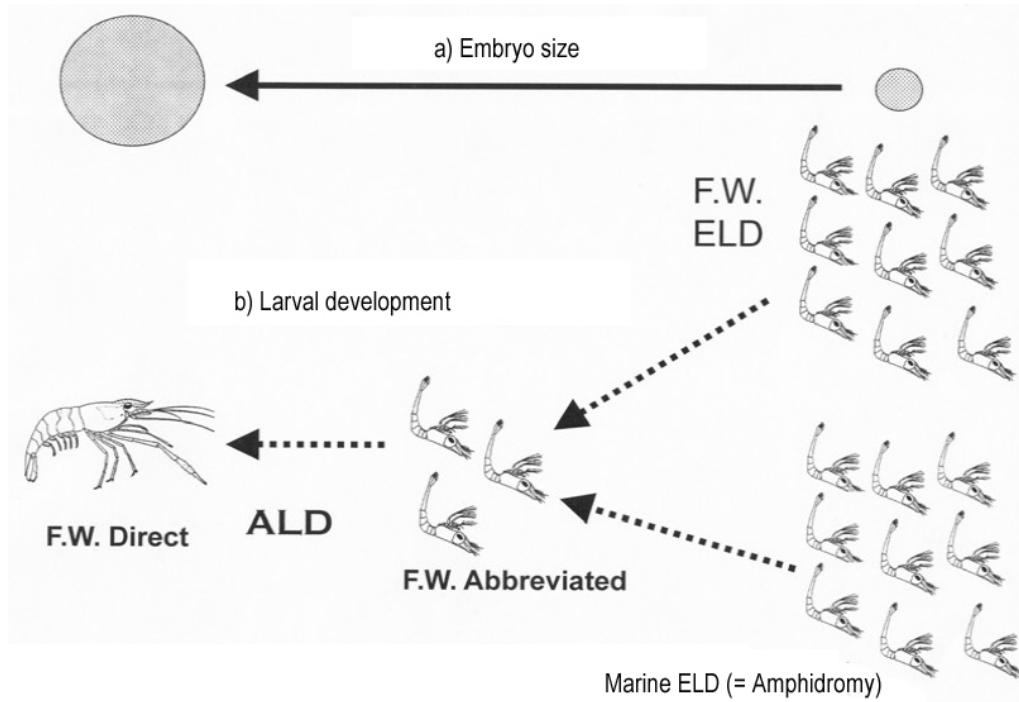 a) Embryo size
F.W.
ELD
b) Larval development
F.W. Direct
ALD
F.W. Abbreviated
Marine ELD (= Amphidromy)